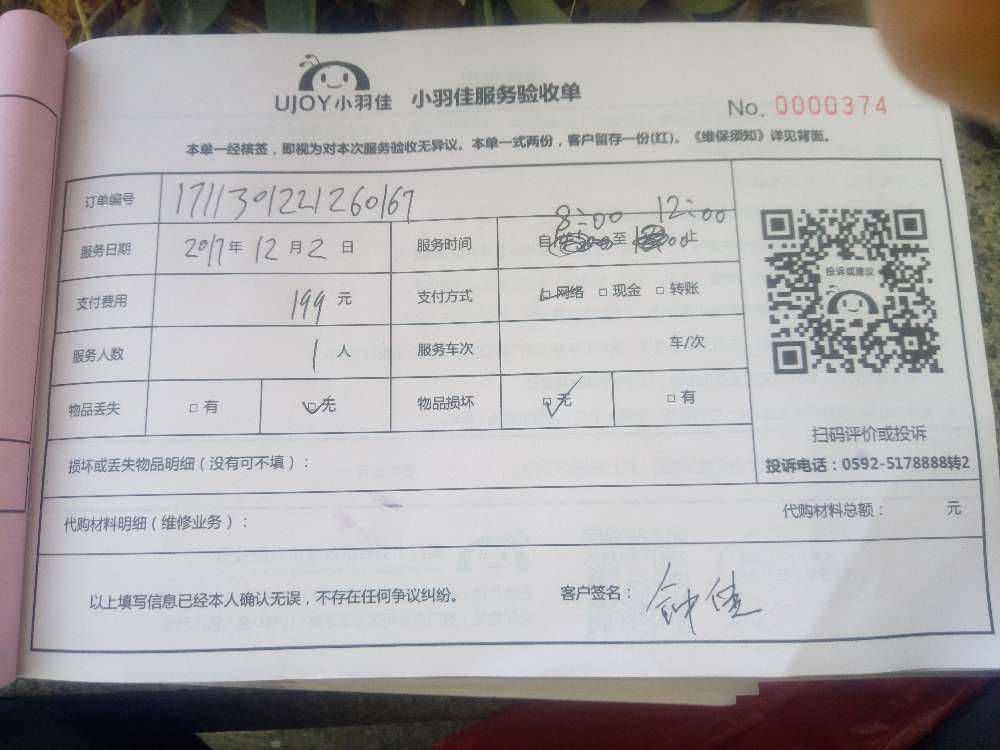 UJOY小羽佳 小羽佳服务验收单
No. 0000374
本单一经核签，即视为对本次服务验收无异议。本单一式两份，客户留存一份(红)。《维保须知》详见背面。
订单编号 1711301221260167
服务日期 2017年 12月 2日 服务时间 自 8:00 至 12:00 止
支付费用 199 元 支付方式 □网络 □现金 □转账
服务人数 1 人 服务车次 车/次
物品丢失 □有 □无 物品损坏 □无 □有
投诉或建议
扫码评价或投诉
投诉电话：0592-5178888转2
损坏或丢失物品明细（没有可不填）：
代购材料明细（维修业务）： 代购材料总额： 元
以上填写信息已经本人确认无误，不存在任何争议纠纷。 客户签名：钟佳